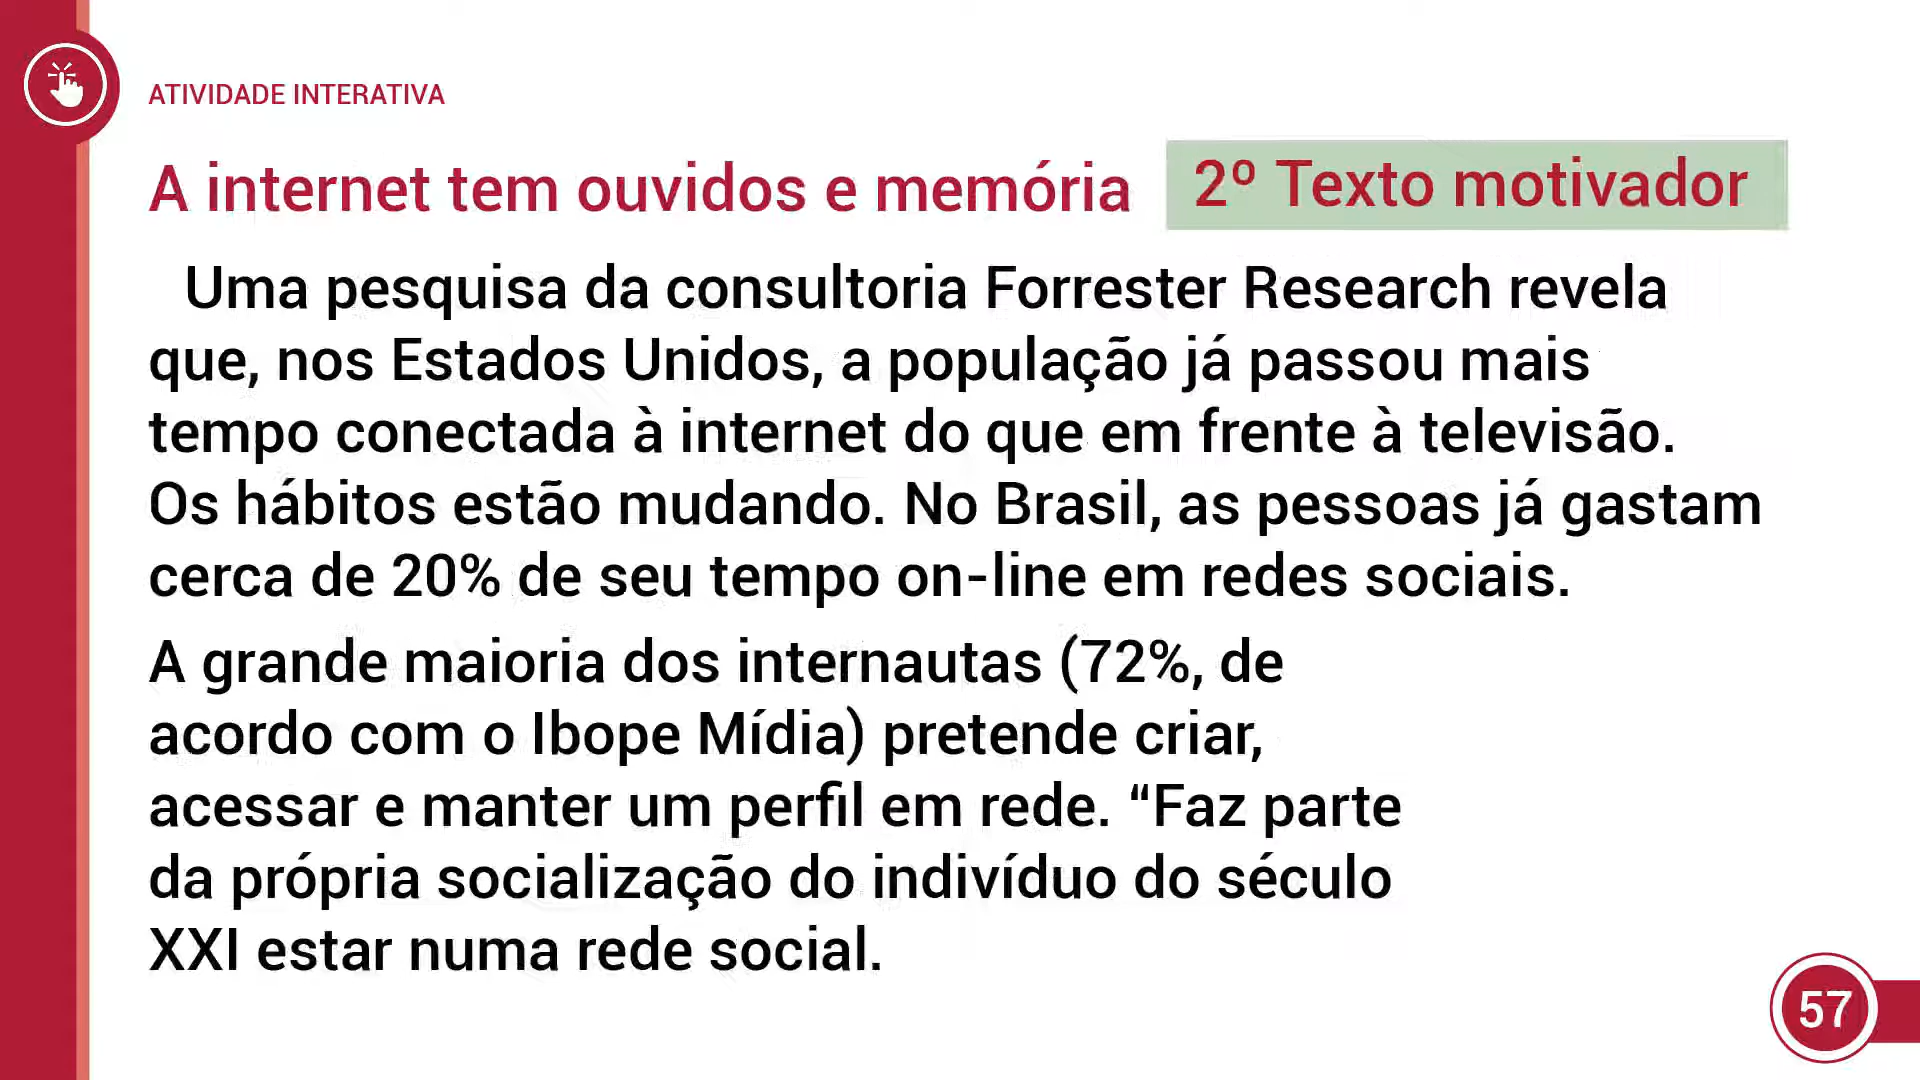 ATIVIDADE INTERATIVA
A internet tem ouvidos e memória
2º Texto motivador
Uma pesquisa da consultoria Forrester Research revela
que, nos Estados Unidos, a população já passou mais
tempo conectada à internet do que em frente à televisão.
Os hábitos estão mudando. No Brasil, as pessoas já gastam
cerca de 20% de seu tempo on-line em redes sociais.
A grande maioria dos internautas (72%, de
acordo com o Ibope Mídia) pretende criar,
acessar e manter um perfil em rede. “Faz parte
da própria socialização do indivíduo do século
XXI estar numa rede social.
57